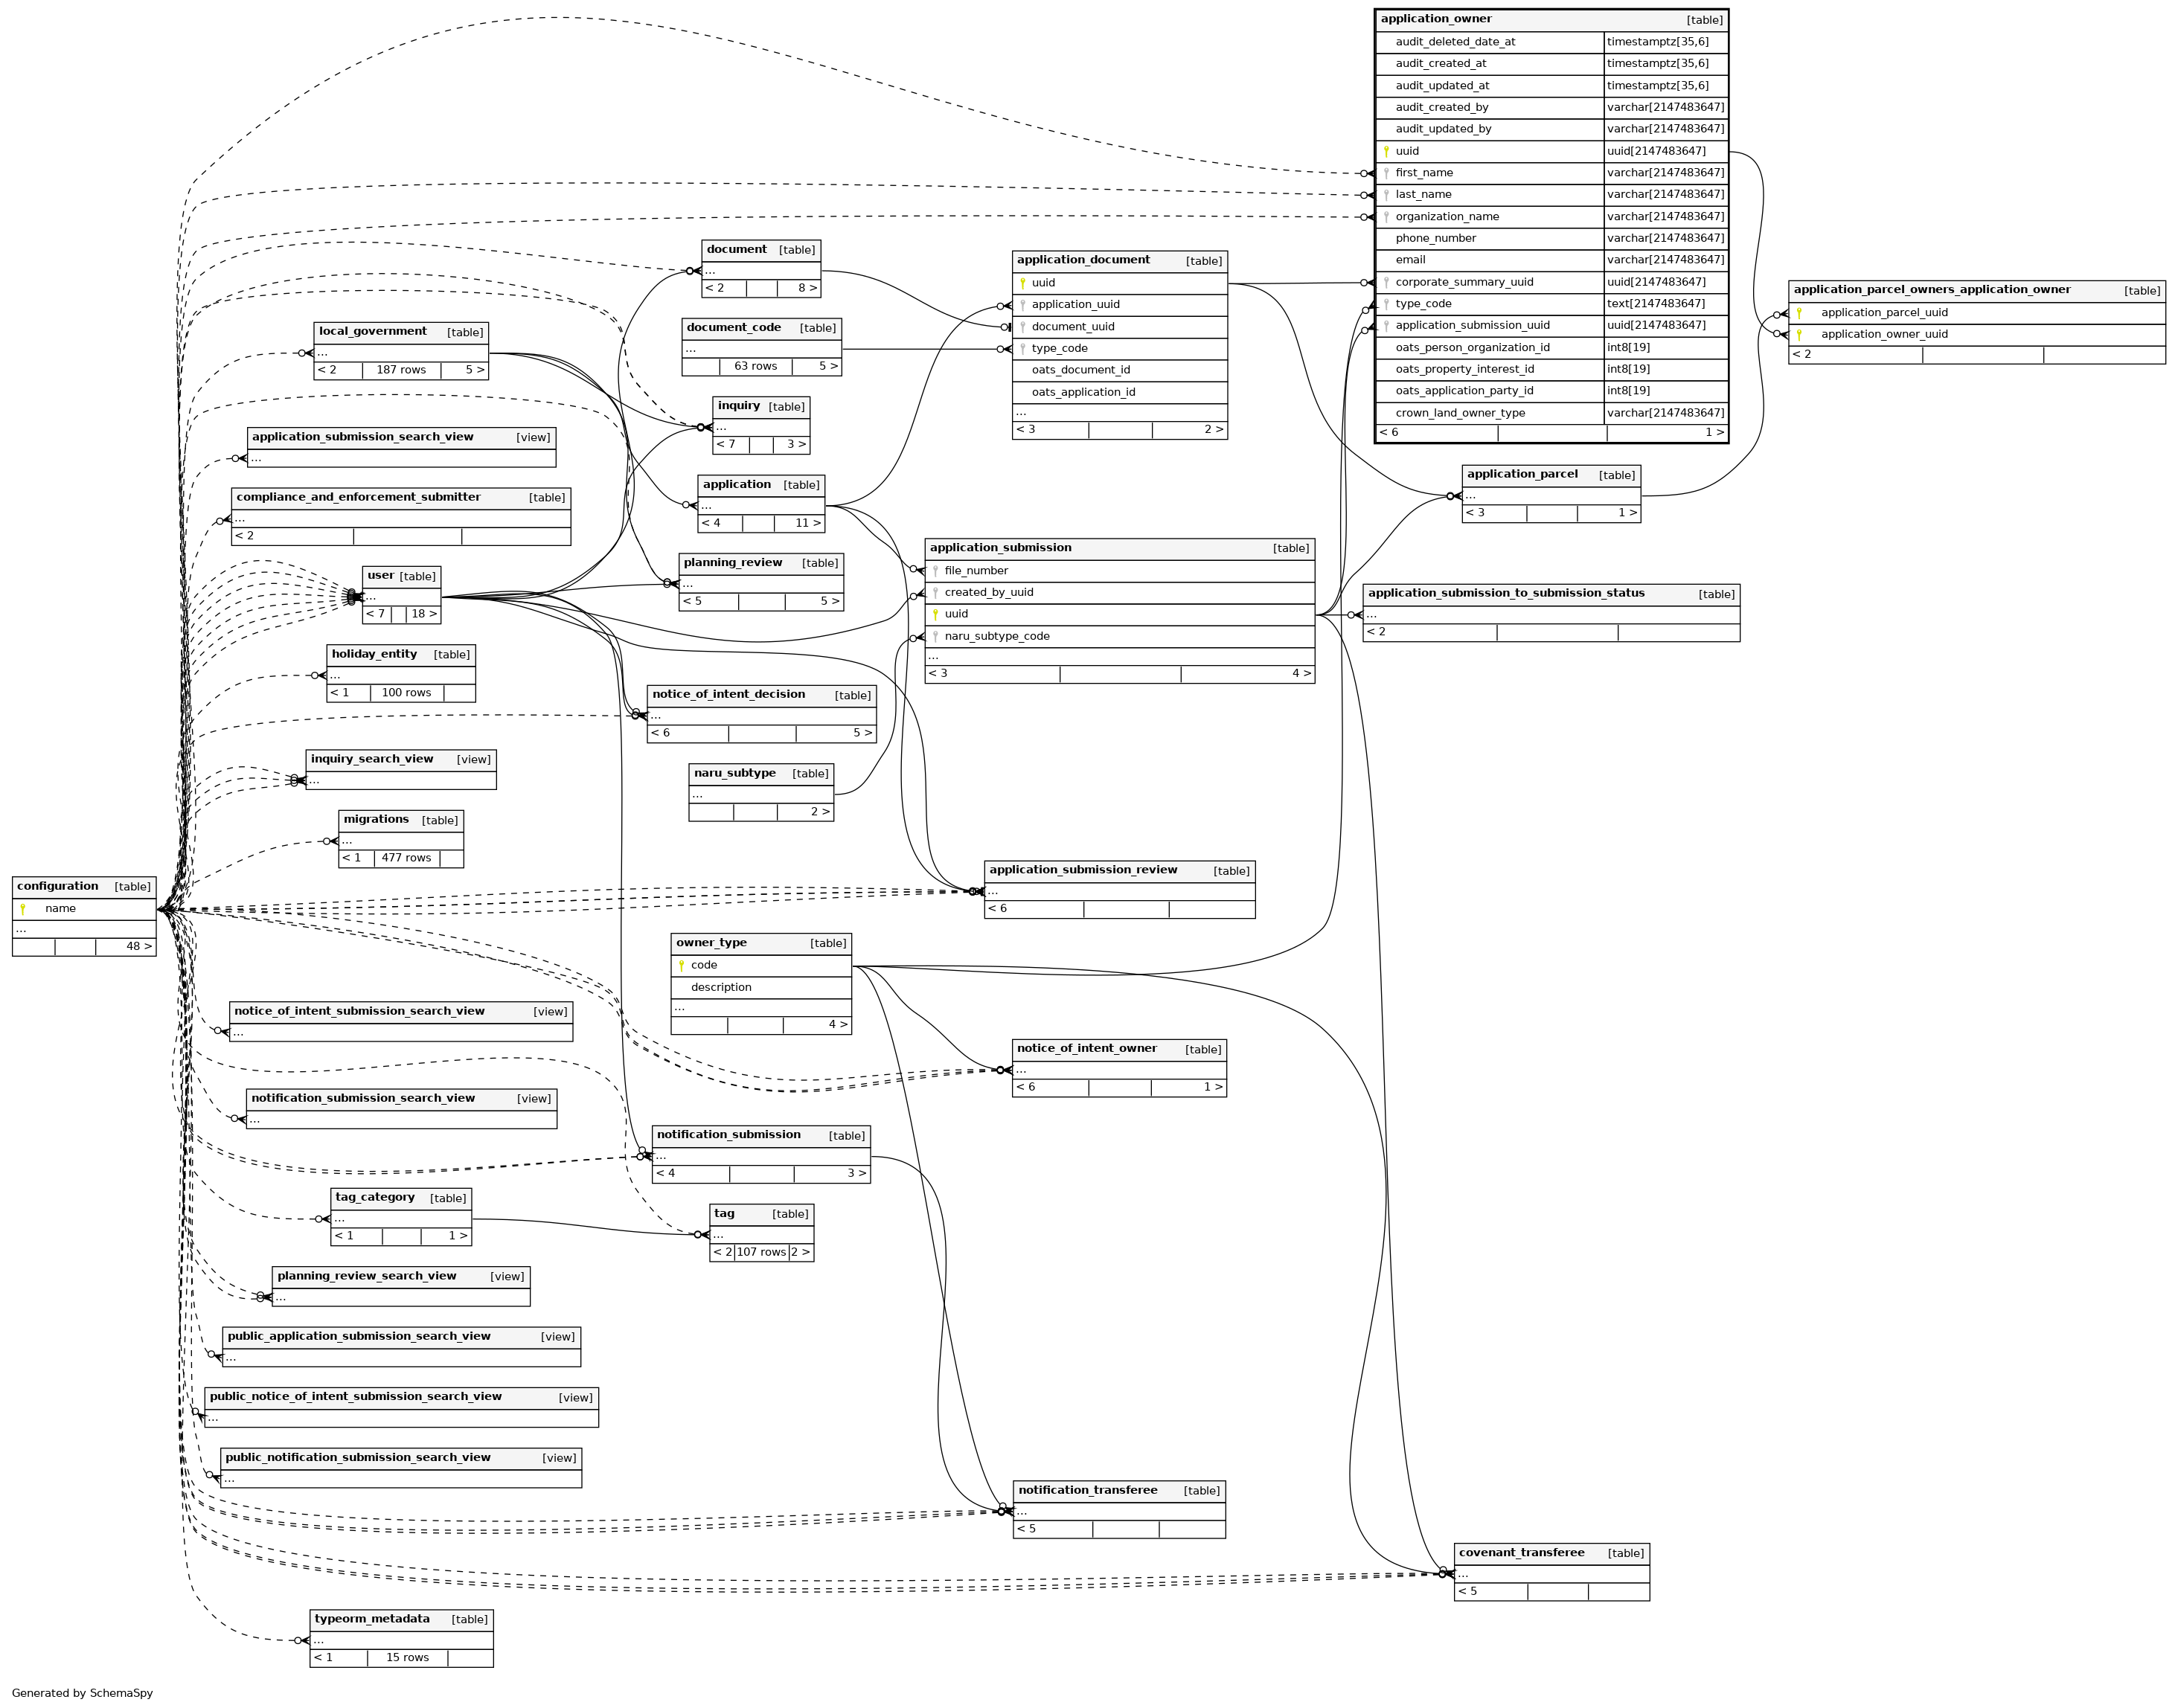 application_owner [table]
audit_deleted_date_at timestamptz[35,6]
audit_created_at timestamptz[35,6]
audit_updated_at timestamptz[35,6]
audit_created_by varchar[2147483647]
audit_updated_by varchar[2147483647]
uuid uuid[2147483647]
first_name varchar[2147483647]
last_name varchar[2147483647]
organization_name varchar[2147483647]
phone_number varchar[2147483647]
email varchar[2147483647]
corporate_summary_uuid uuid[2147483647]
type_code text[2147483647]
application_submission_uuid uuid[2147483647]
oats_person_organization_id int8[19]
oats_property_interest_id int8[19]
oats_application_party_id int8[19]
crown_land_owner_type varchar[2147483647]
< 6 1 >
application_parcel_owners_application_owner [table]
application_parcel_uuid
application_owner_uuid
< 2
document [table]
...
< 2 8 >
document_code [table]
...
63 rows 5 >
application_document [table]
uuid
application_uuid
document_uuid
type_code
oats_document_id
oats_application_id
...
< 3 2 >
local_government [table]
...
< 2 187 rows 5 >
inquiry [table]
...
< 7 3 >
application_submission_search_view [view]
...
application [table]
...
< 4 11 >
application_parcel [table]
...
< 3 1 >
compliance_and_enforcement_submitter [table]
...
< 2
user [table]
...
< 7 18 >
planning_review [table]
...
< 5 5 >
application_submission [table]
file_number
created_by_uuid
uuid
naru_subtype_code
...
< 3 4 >
application_submission_to_submission_status [table]
...
< 2
holiday_entity [table]
...
< 1 100 rows
notice_of_intent_decision [table]
...
< 6 5 >
inquiry_search_view [view]
...
naru_subtype [table]
...
2 >
migrations [table]
...
< 1 477 rows
application_submission_review [table]
...
< 6
configuration [table]
name
...
48 >
owner_type [table]
code
description
...
4 >
notice_of_intent_submission_search_view [view]
...
notice_of_intent_owner [table]
...
< 6 1 >
notification_submission_search_view [view]
...
notification_submission [table]
...
< 4 3 >
tag_category [table]
...
< 1 1 >
tag [table]
...
< 2 107 rows 2 >
planning_review_search_view [view]
...
public_application_submission_search_view [view]
...
public_notice_of_intent_submission_search_view [view]
...
public_notification_submission_search_view [view]
...
notification_transferee [table]
...
< 5
covenant_transferee [table]
...
< 5
typeorm_metadata [table]
...
< 1 15 rows
Generated by SchemaSpy